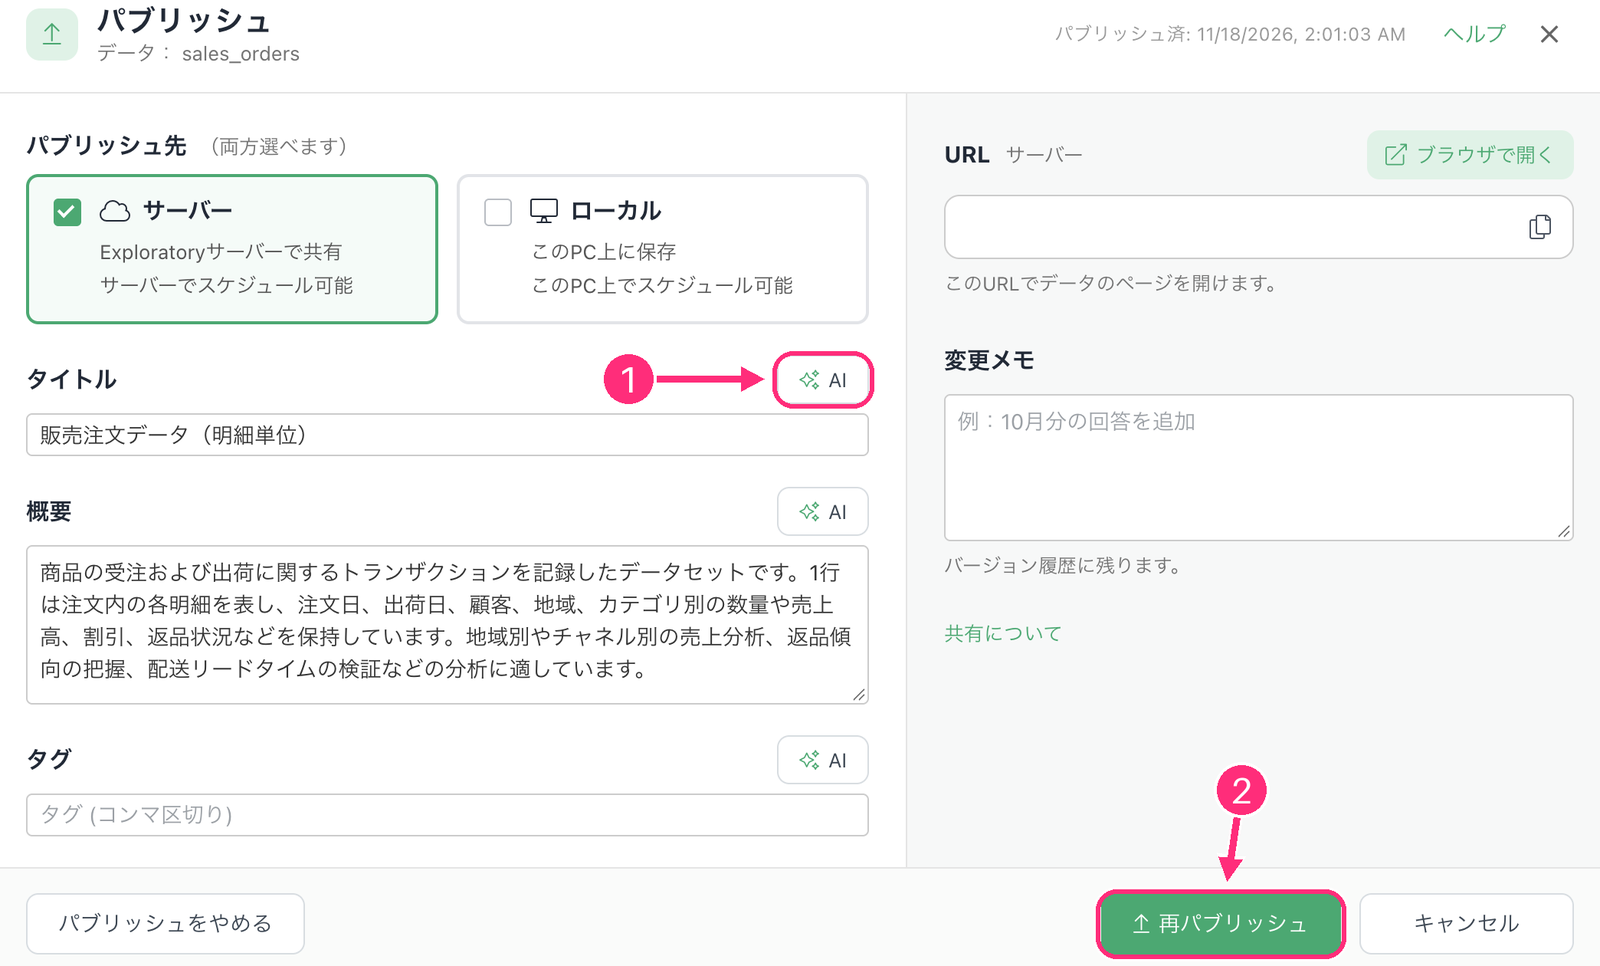 パブリッシュ
データ： sales_orders
パブリッシュ済: 11/18/2026, 2:01:03 AM
ヘルプ
パブリッシュ先 （両方選べます）
サーバー
Exploratoryサーバーで共有
サーバーでスケジュール可能
ローカル
このPC上に保存
このPC上でスケジュール可能
タイトル
1
AI
販売注文データ（明細単位）
概要
AI
商品の受注および出荷に関するトランザクションを記録したデータセットです。1行
は注文内の各明細を表し、注文日、出荷日、顧客、地域、カテゴリ別の数量や売上
高、割引、返品状況などを保持しています。地域別やチャネル別の売上分析、返品傾
向の把握、配送リードタイムの検証などの分析に適しています。
タグ
AI
タグ (コンマ区切り)
URL サーバー
ブラウザで開く
このURLでデータのページを開けます。
変更メモ
例：10月分の回答を追加
バージョン履歴に残ります。
共有について
2
パブリッシュをやめる
再パブリッシュ
キャンセル